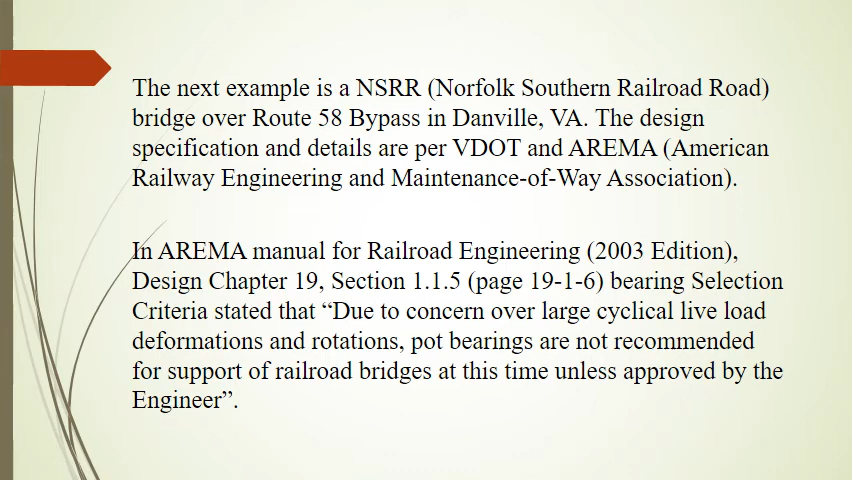 The next example is a NSRR (Norfolk Southern Railroad Road)
bridge over Route 58 Bypass in Danville, VA. The design
specification and details are per VDOT and AREMA (American
Railway Engineering and Maintenance-of-Way Association).
In AREMA manual for Railroad Engineering (2003 Edition),
Design Chapter 19, Section 1.1.5 (page 19-1-6) bearing Selection
Criteria stated that “Due to concern over large cyclical live load
deformations and rotations, pot bearings are not recommended
for support of railroad bridges at this time unless approved by the
Engineer”.